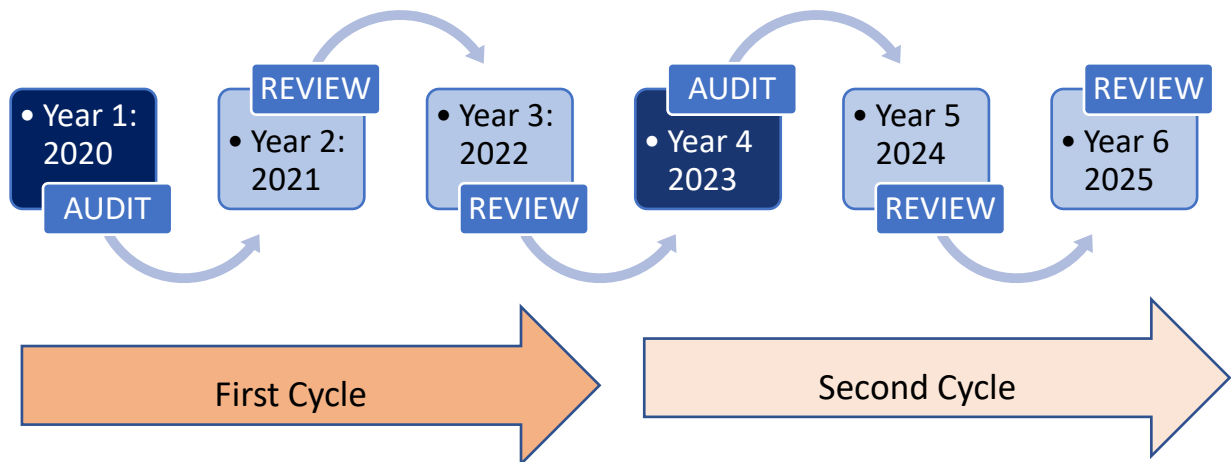 • Year 1:
2020
AUDIT
REVIEW
• Year 2:
2021
• Year 3:
2022
REVIEW
AUDIT
• Year 4
2023
• Year 5
2024
REVIEW
REVIEW
• Year 6
2025
First Cycle
Second Cycle